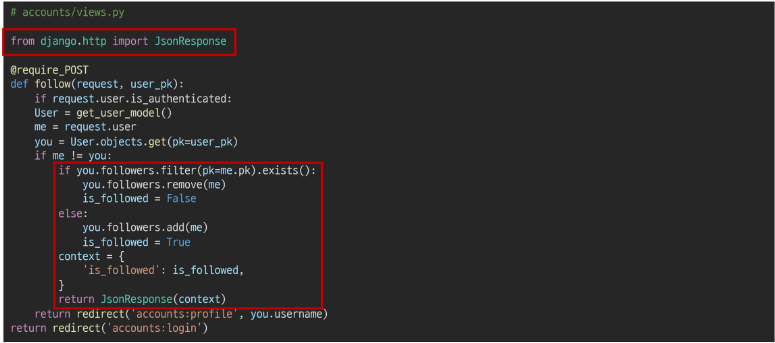 # accounts/views.py
from django.http import JsonResponse
@require_POST
def follow(request, user_pk):
    if request.user.is_authenticated:
    User = get_user_model()
    me = request.user
    you = User.objects.get(pk=user_pk)
    if me != you:
        if you.followers.filter(pk=me.pk).exists():
            you.followers.remove(me)
            is_followed = False
        else:
            you.followers.add(me)
            is_followed = True
        context = {
            'is_followed': is_followed,
        }
        return JsonResponse(context)
    return redirect('accounts:profile', you.username)
return redirect('accounts:login')